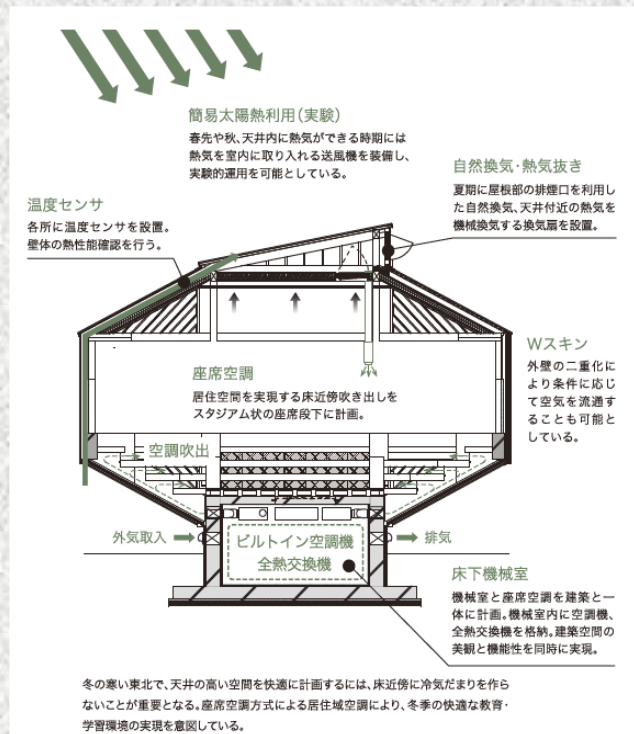 簡易太陽熱利用(実験)
春先や秋、天井内に熱気ができる時期には
熱気を室内に取り入れる送風機を装備し、
実験的運用を可能としている。
自然換気・熱気抜き
夏期に屋根部の排煙口を利用し
た自然換気、天井付近の熱気を
機械換気する換気扇を設置。
温度センサ
各所に温度センサを設置。
壁体の熱性能確認を行う。
Wスキン
外壁の二重化に
より条件に応じ
て空気を流通す
ることも可能と
している。
座席空調
居住空間を実現する床近傍吹き出しを
スタジアム状の座席段下に計画。
空調吹出
外気取入
ビルトイン空調機
全熱交換機
排気
床下機械室
機械室と座席空調を建築と一
体に計画。機械室内に空調機、
全熱交換機を格納。建築空間の
美観と機能性を同時に実現。
冬の寒い東北で、天井の高い空間を快適に計画するには、床近傍に冷気だまりを作ら
ないことが重要となる。座席空調方式による居住域空調により、冬季の快適な教育・
学習環境の実現を意図している。